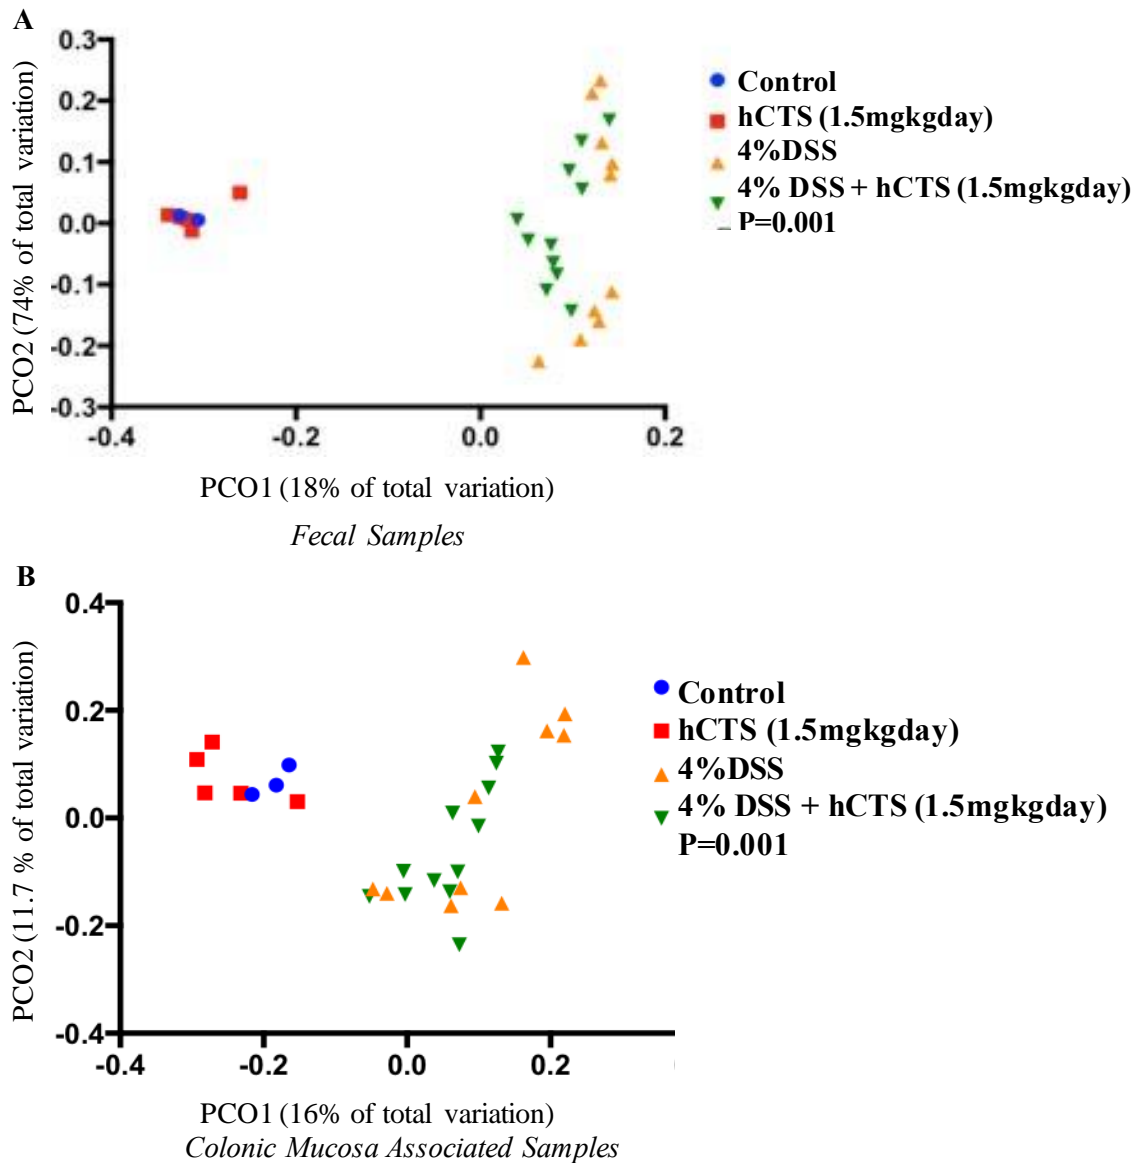 A
0.3
0.2
0.1
0.0
-0.1
-0.2
-0.3
-0.4 -0.2 0.0 0.2
PCO2 (74% of total variation)
PCO1 (18% of total variation)
Fecal Samples
Control
hCTS (1.5mgkgday)
4%DSS
4% DSS + hCTS (1.5mgkgday)
P=0.001
B
0.4
0.2
0.0
-0.2
-0.4
-0.4 -0.2 0.0 0.2
PCO2 (11.7 % of total variation)
PCO1 (16% of total variation)
Colonic Mucosa Associated Samples
Control
hCTS (1.5mgkgday)
4%DSS
4% DSS + hCTS (1.5mgkgday)
P=0.001